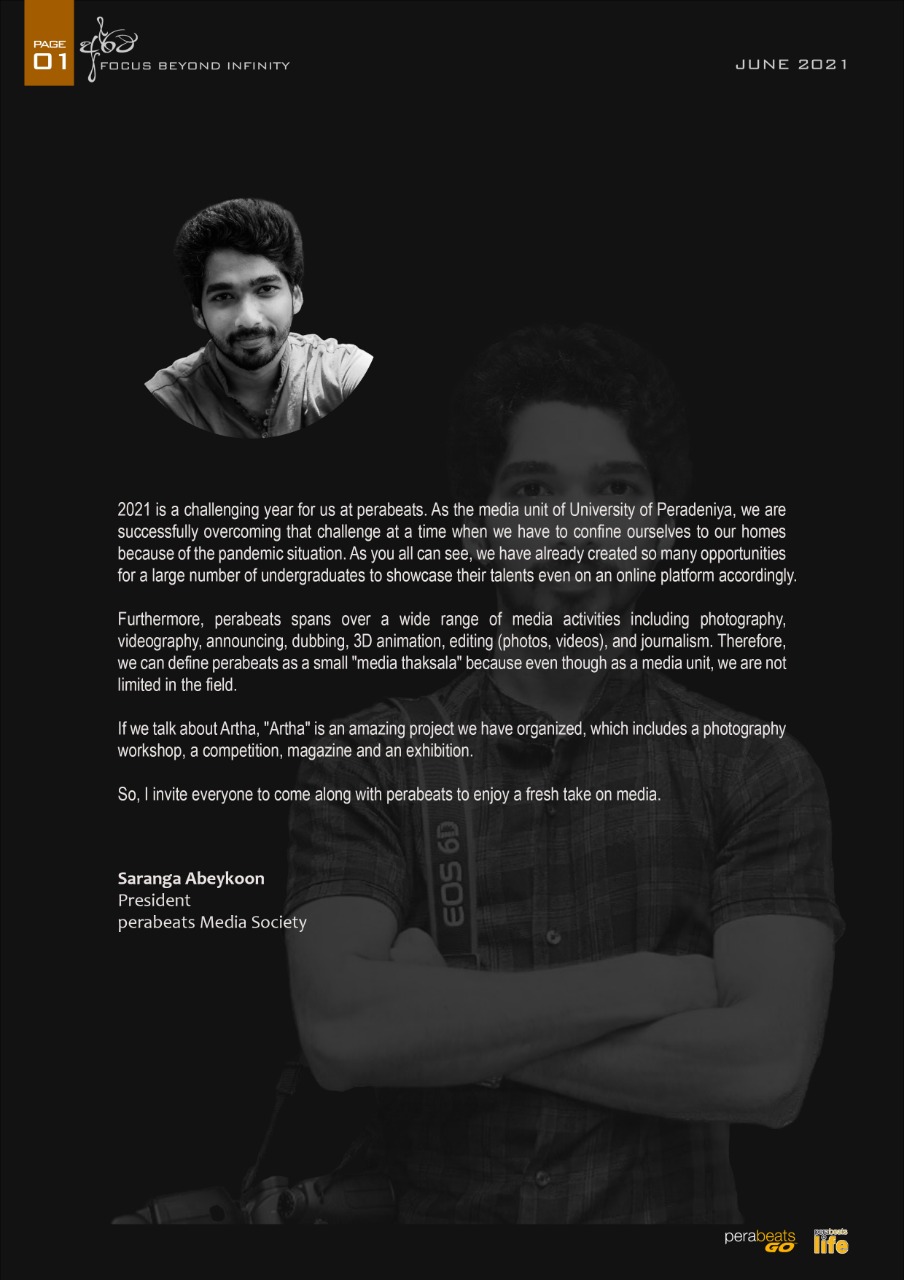 PAGE
01
අර්ථ
FOCUS BEYOND INFINITY
JUNE 2021
2021 is a challenging year for us at perabeats. As the media unit of University of Peradeniya, we are
successfully overcoming that challenge at a time when we have to confine ourselves to our homes
because of the pandemic situation. As you all can see, we have already created so many opportunities
for a large number of undergraduates to showcase their talents even on an online platform accordingly.
Furthermore, perabeats spans over a wide range of media activities including photography,
videography, announcing, dubbing, 3D animation, editing (photos, videos), and journalism. Therefore,
we can define perabeats as a small "media thaksala" because even though as a media unit, we are not
limited in the field.
If we talk about Artha, "Artha" is an amazing project we have organized, which includes a photography
workshop, a competition, magazine and an exhibition.
So, I invite everyone to come along with perabeats to enjoy a fresh take on media.
EOS 6D
Saranga Abeykoon
President
perabeats Media Society
perabeats
GO
perabeats
life